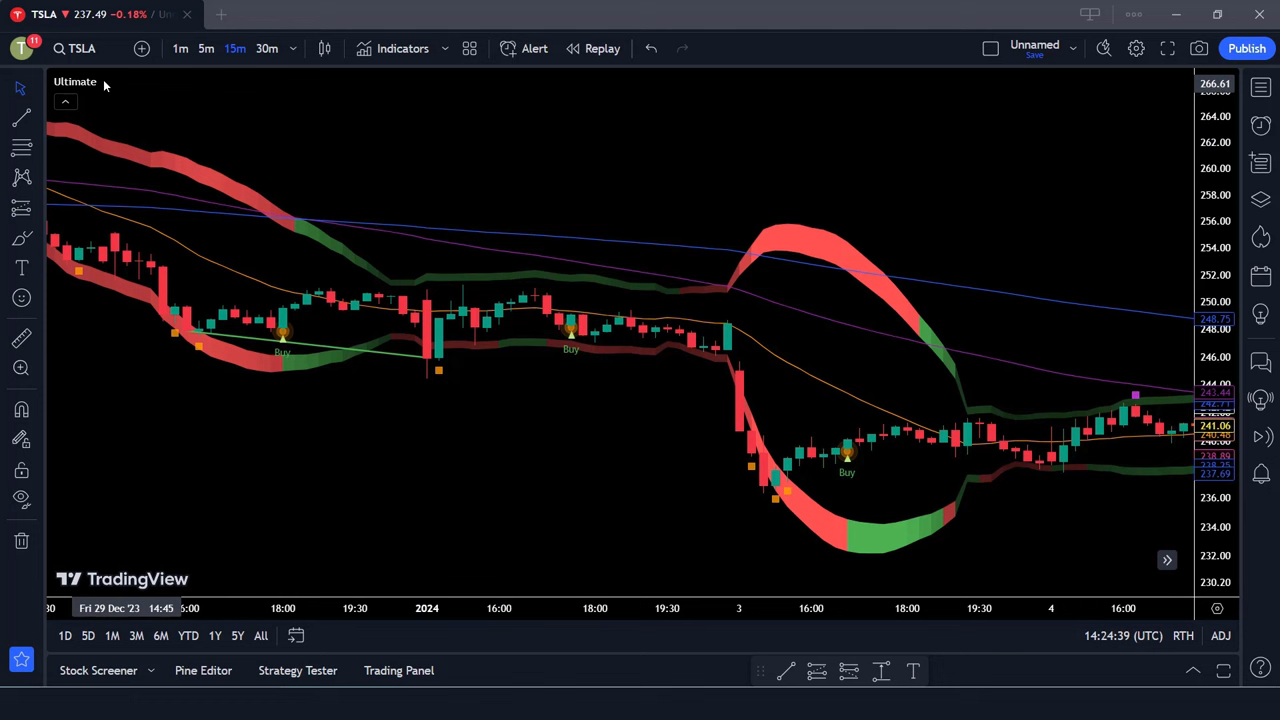 TSLA ▼ 237.49 −0.18% / Un
T 11 TSLA 1m 5m 15m 30m Indicators Alert Replay Unnamed Save Publish
Ultimate
266.61
264.00
262.00
260.00
258.00
256.00
254.00
252.00
250.00
248.75
248.00
246.00
244.00
243.44
241.06
240.48
238.89
237.69
236.00
234.00
232.00
230.20
Buy
Buy
Buy
TradingView
Fri 29 Dec '23 14:45 18:00 19:30 2024 16:00 18:00 19:30 3 16:00 18:00 19:30 4 16:00
1D 5D 1M 3M 6M YTD 1Y 5Y All 14:24:39 (UTC) RTH ADJ
Stock Screener Pine Editor Strategy Tester Trading Panel T